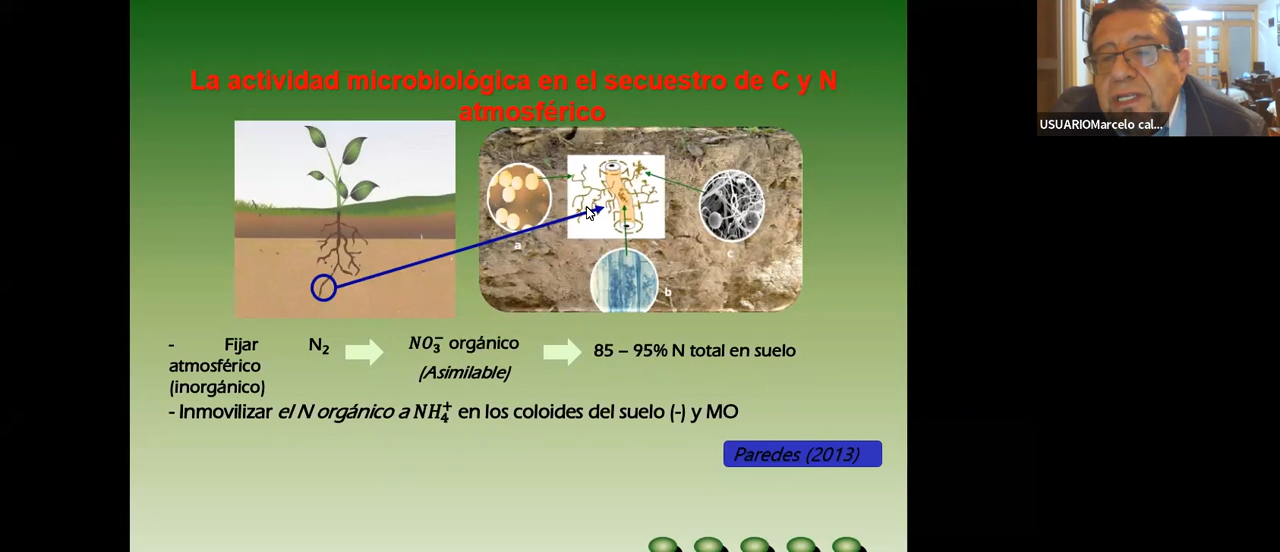 La actividad microbiológica en el secuestro de C y N
atmosférico
a
b
c
- Fijar N₂
atmosférico
(inorgánico)
NO₃⁻ orgánico
(Asimilable)
85 – 95% N total en suelo
- Inmovilizar el N orgánico a NH₄⁺ en los coloides del suelo (-) y MO
Paredes (2013)
USUARIOMarcelo cal...